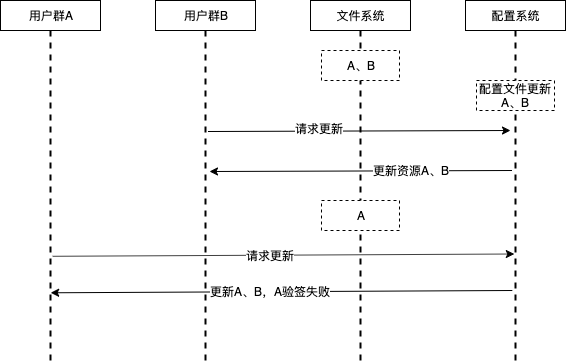 用户群A
用户群B
文件系统
配置系统
A、B
配置文件更新
A、B
请求更新
更新资源A、B
A
请求更新
更新A、B，A验签失败